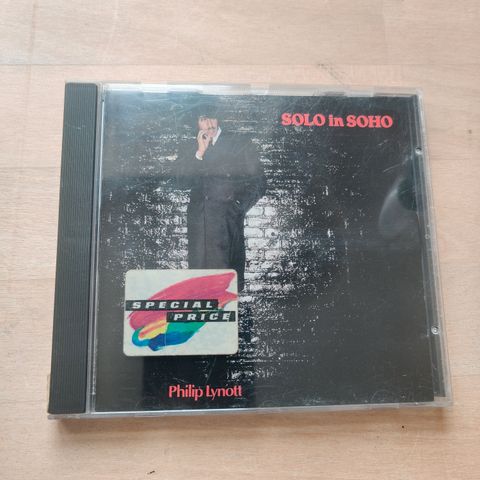 SOLO in SOHO
SPECIAL
PRICE
Philip Lynott